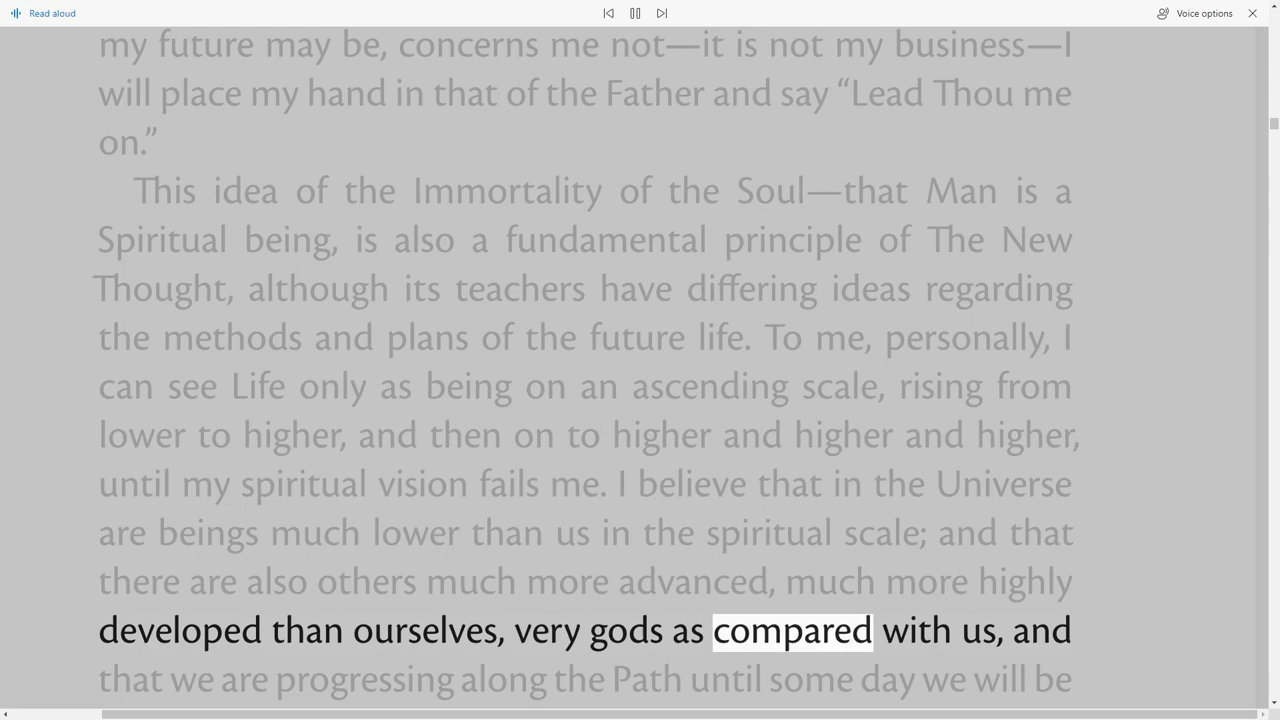 Read aloud
Voice options
my future may be, concerns me not—it is not my business—I
will place my hand in that of the Father and say “Lead Thou me
on.”
This idea of the Immortality of the Soul—that Man is a
Spiritual being, is also a fundamental principle of The New
Thought, although its teachers have differing ideas regarding
the methods and plans of the future life. To me, personally, I
can see Life only as being on an ascending scale, rising from
lower to higher, and then on to higher and higher and higher,
until my spiritual vision fails me. I believe that in the Universe
are beings much lower than us in the spiritual scale; and that
there are also others much more advanced, much more highly
developed than ourselves, very gods as compared with us, and
that we are progressing along the Path until some day we will be